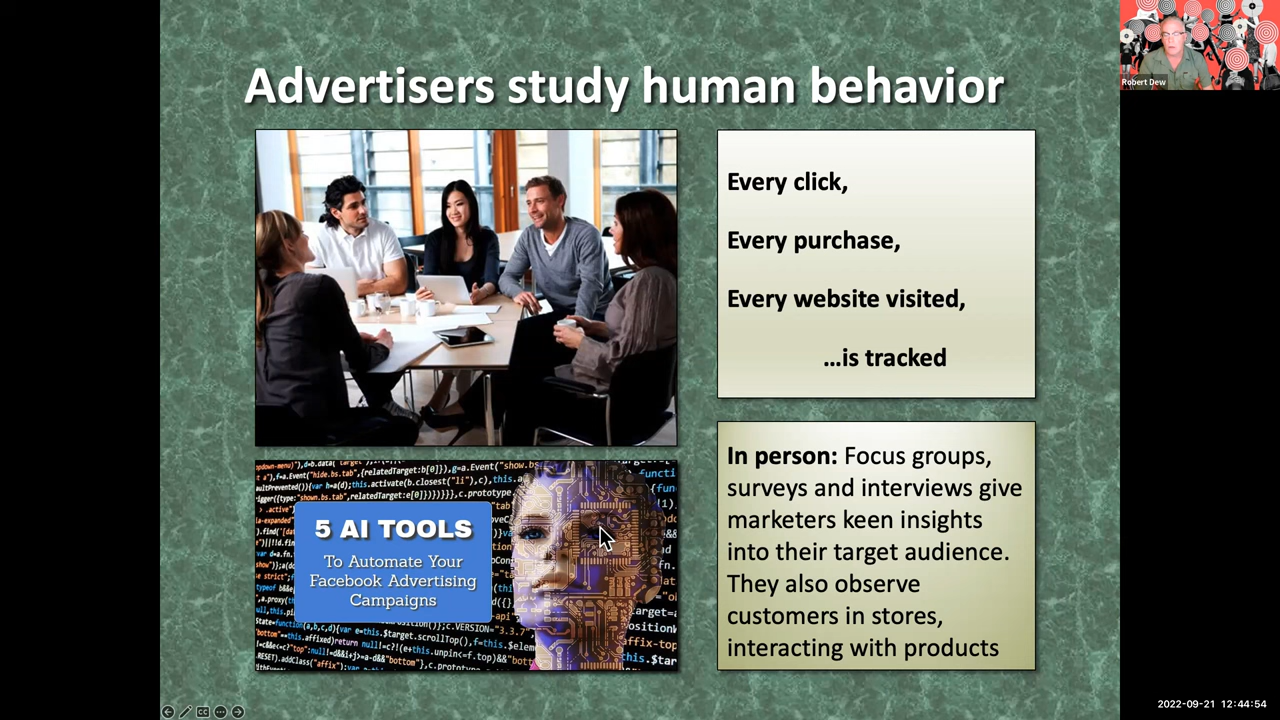 Advertisers study human behavior
Robert Dew
Every click,
Every purchase,
Every website visited,
...is tracked
5 AI TOOLS
To Automate Your
Facebook Advertising
Campaigns
In person: Focus groups,
surveys and interviews give
marketers keen insights
into their target audience.
They also observe
customers in stores,
interacting with products
CC
2022-09-21 12:44:54